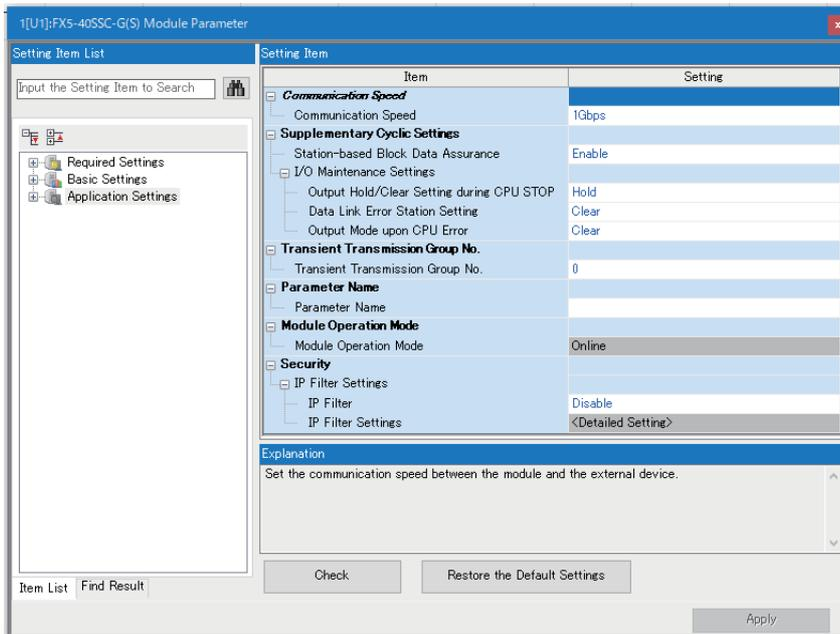 1[U1]:FX5-40SSC-G(S) Module Parameter
Setting Item List
Input the Setting Item to Search
Required Settings
Basic Settings
Application Settings
Item List
Find Result
Setting Item
Item Setting
Communication Speed
Communication Speed 1Gbps
Supplementary Cyclic Settings
Station-based Block Data Assurance Enable
I/O Maintenance Settings
Output Hold/Clear Setting during CPU STOP Hold
Data Link Error Station Setting Clear
Output Mode upon CPU Error Clear
Transient Transmission Group No.
Transient Transmission Group No. 0
Parameter Name
Parameter Name
Module Operation Mode
Module Operation Mode Online
Security
IP Filter Settings
IP Filter Disable
IP Filter Settings <Detailed Setting>
Explanation
Set the communication speed between the module and the external device.
Check
Restore the Default Settings
Apply